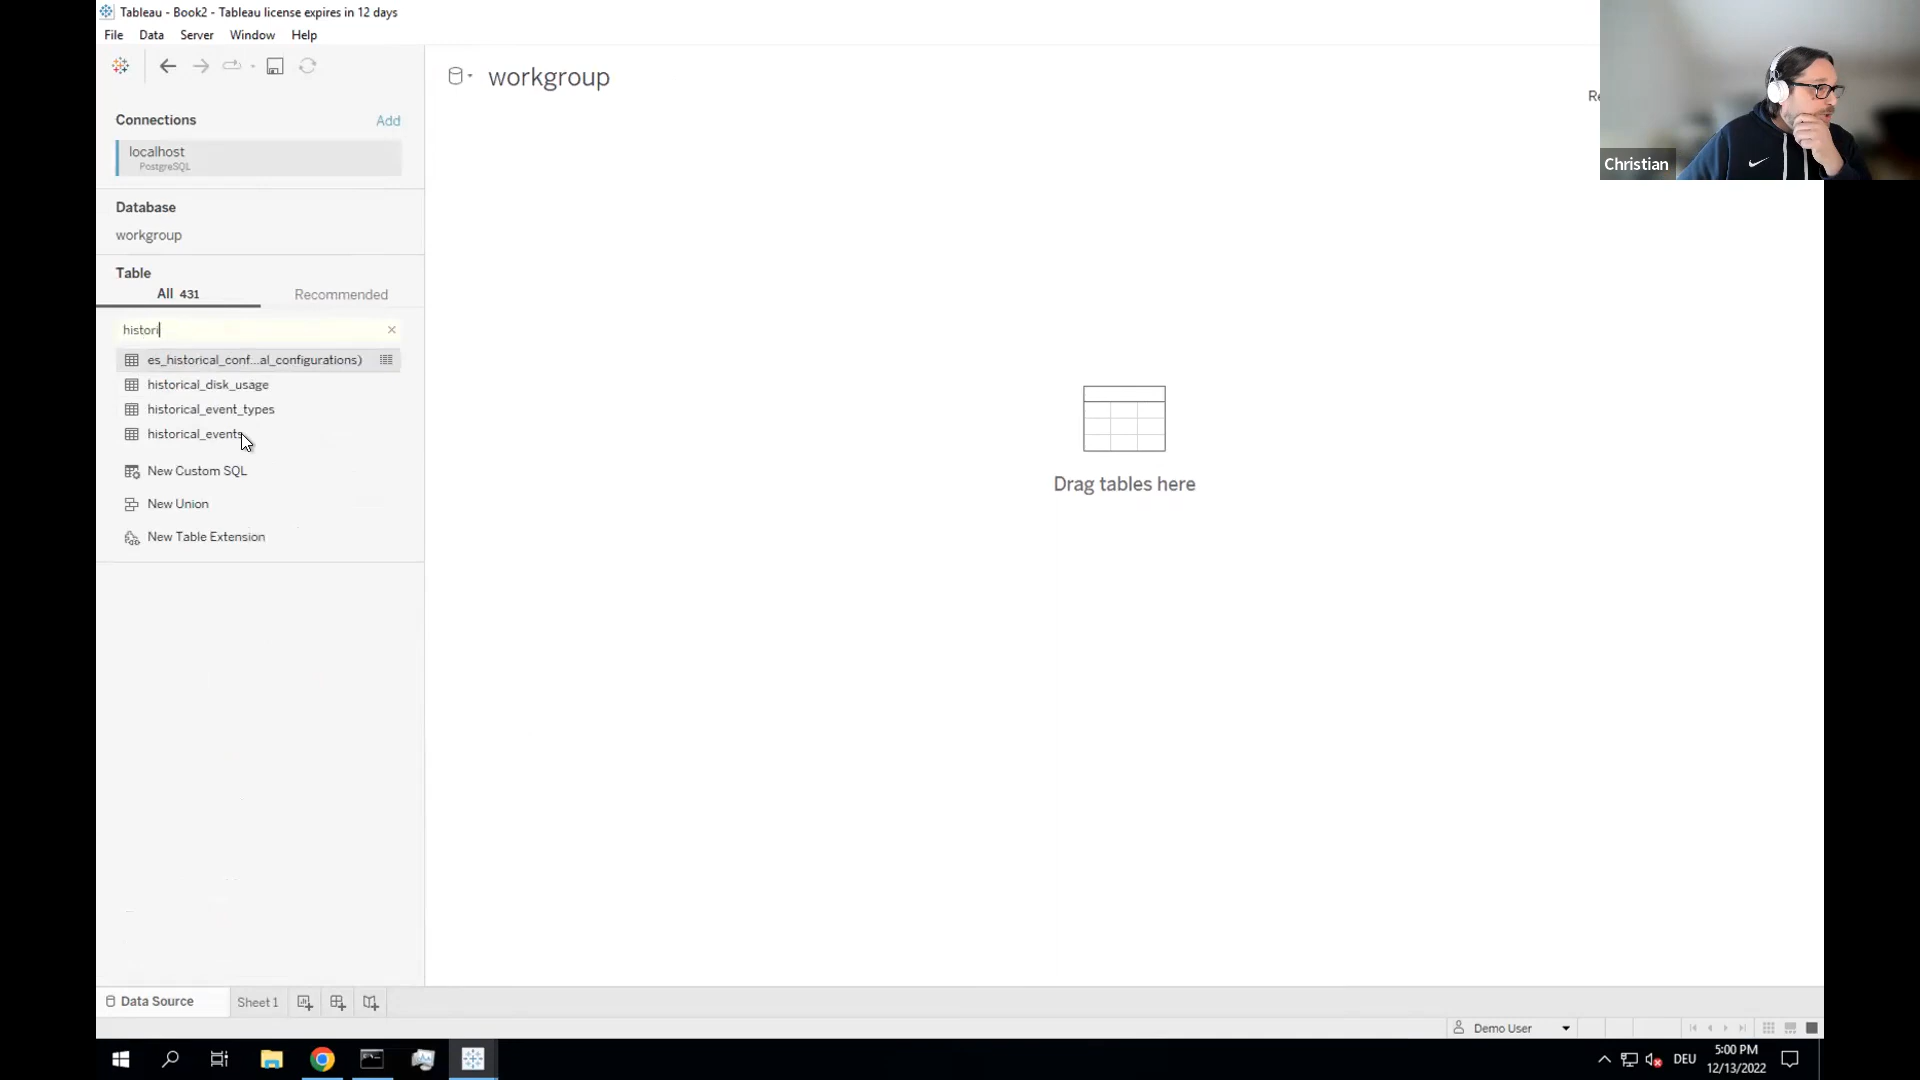 Tableau - Book2 - Tableau license expires in 12 days
File Data Server Window Help
workgroup
Re
Christian
Connections Add
localhost
PostgreSQL
Database
workgroup
Table
All 431 Recommended
histori
es_historical_conf...al_configurations)
historical_disk_usage
historical_event_types
historical_events
New Custom SQL
New Union
New Table Extension
Drag tables here
Data Source Sheet 1
Demo User
DEU
5:00 PM
12/13/2022